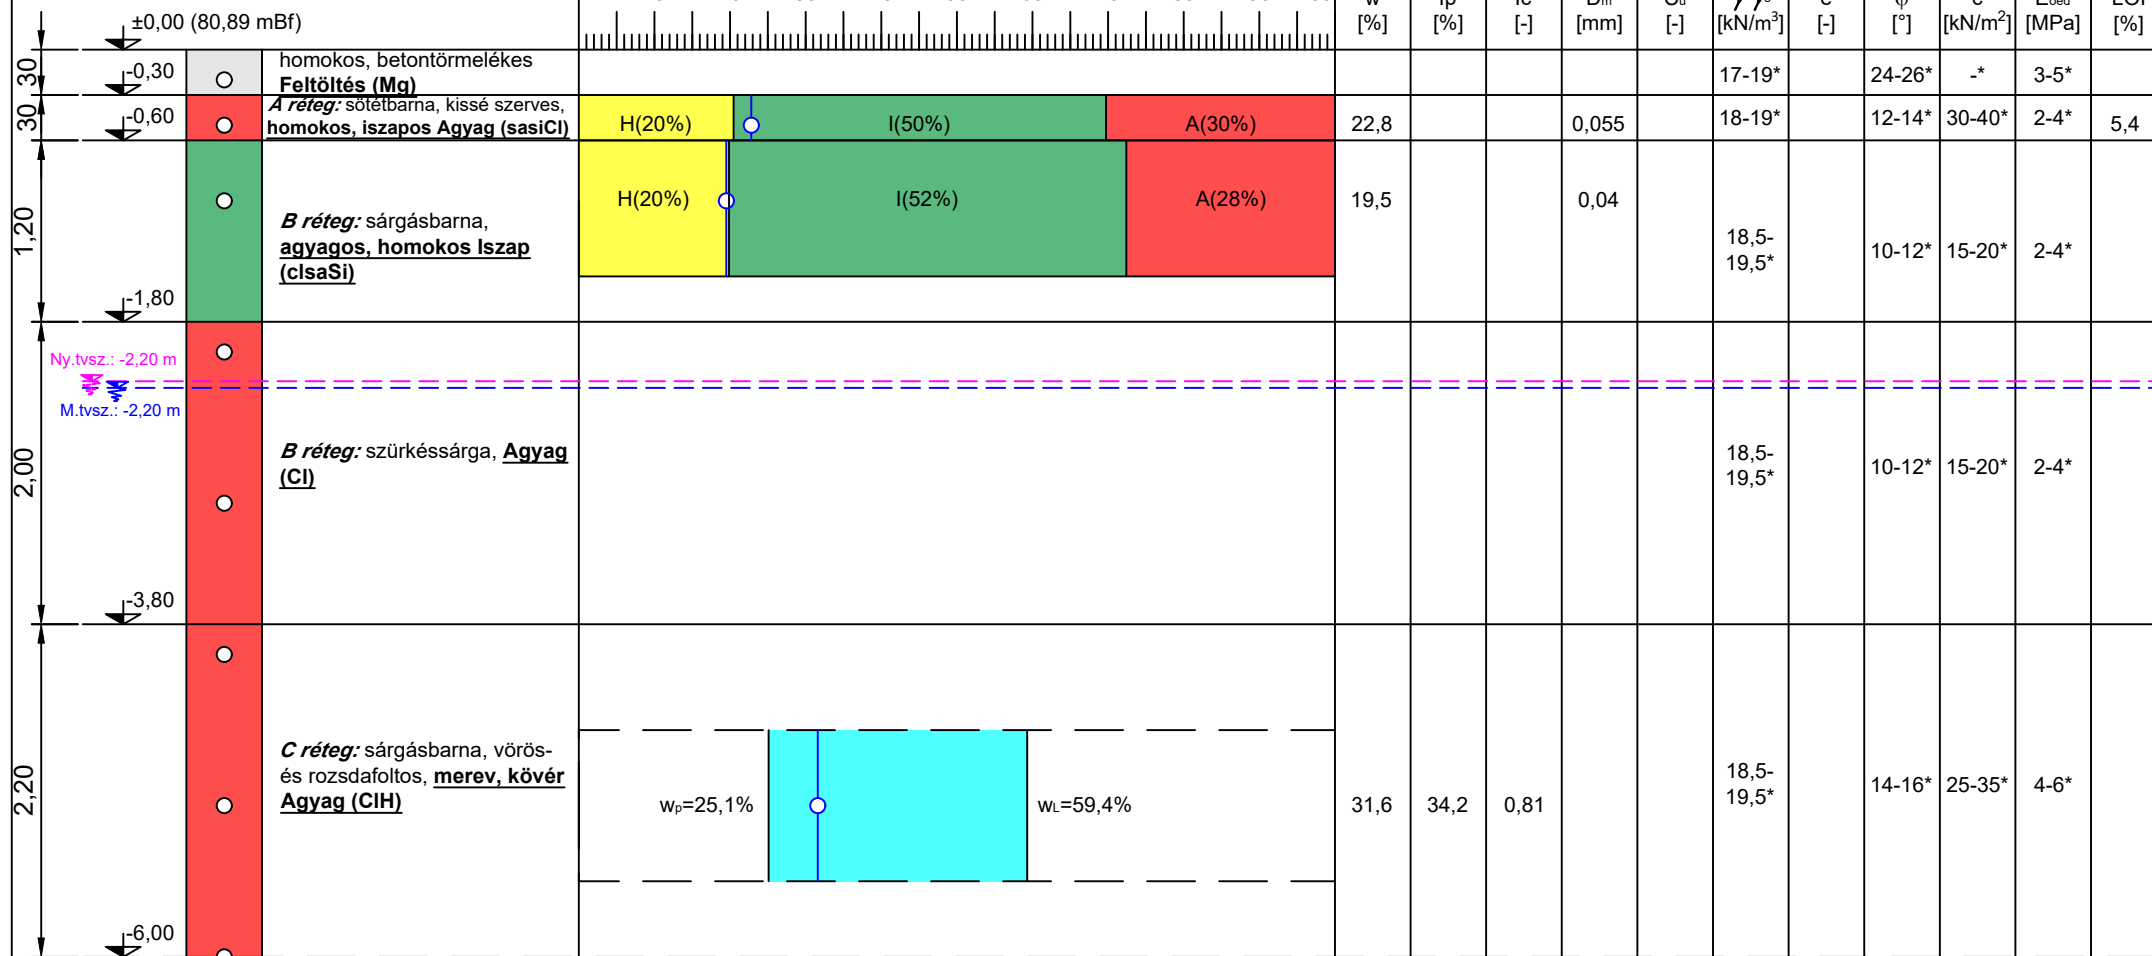 ±0,00 (80,89 mBf)
[%] [%] [-] [mm] [-] [kN/m³] [-] [°] [kN/m²] [MPa] [%]
30
-0,30
homokos, betontörmelékes
Feltöltés (Mg)
17-19* 24-26* -* 3-5*
30
-0,60
A réteg: sötétbarna, kissé szerves,
homokos, iszapos Agyag (sasiCl)
H(20%) I(50%) A(30%)
22,8 0,055 18-19* 12-14* 30-40* 2-4* 5,4
1,20
-1,80
B réteg: sárgásbarna,
agyagos, homokos Iszap
(clsaSi)
H(20%) I(52%) A(28%)
19,5 0,04
18,5-
19,5*
10-12* 15-20* 2-4*
Ny.tvsz.: -2,20 m
M.tvsz.: -2,20 m
2,00
-3,80
B réteg: szürkéssárga, Agyag
(Cl)
18,5-
19,5*
10-12* 15-20* 2-4*
2,20
-6,00
C réteg: sárgásbarna, vörös-
és rozsdafoltos, merev, kövér
Agyag (ClH)
wp=25,1% wL=59,4%
31,6 34,2 0,81
18,5-
19,5*
14-16* 25-35* 4-6*